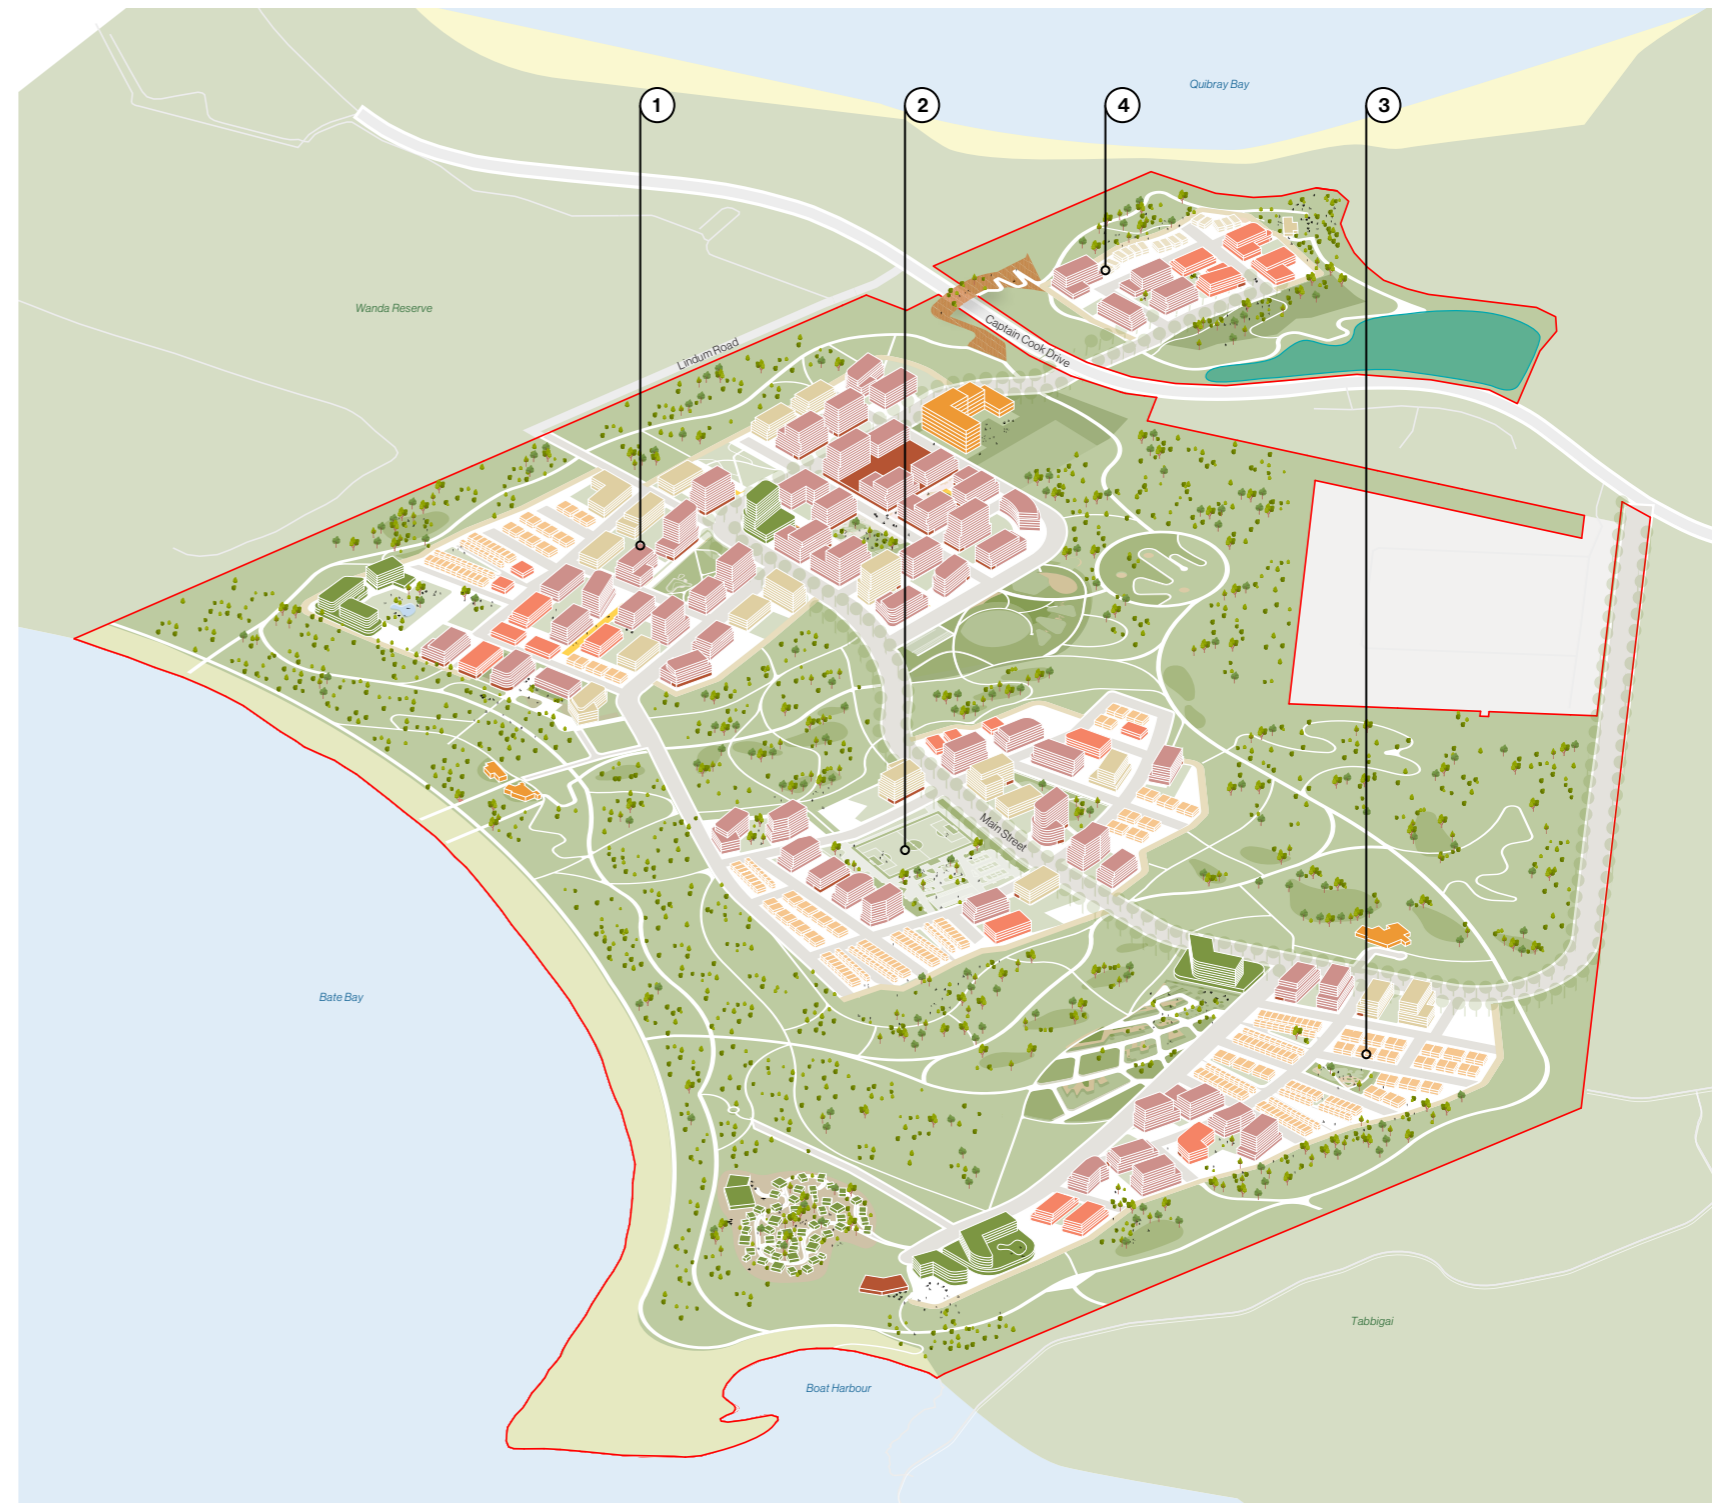 Quibray Bay
1
2
4
3
Wanda Reserve
Captain Cook Drive
Lindum Road
Main Street
Bate Bay
Tabbigai
Boat Harbour